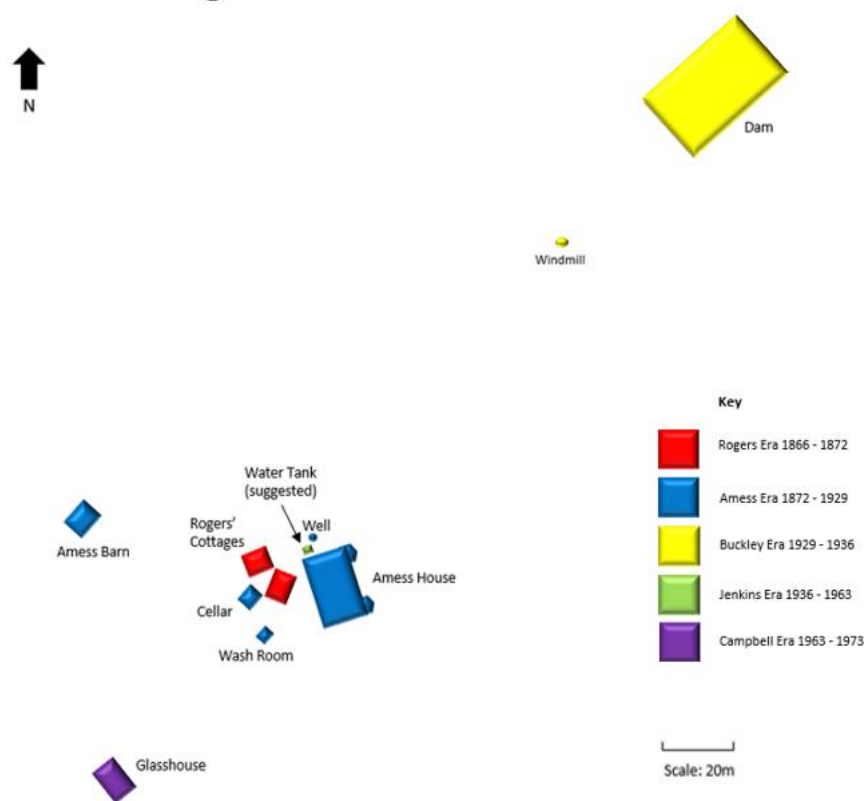 N
Dam
Windmill
Key
Rogers Era 1866 - 1872
Amess Era 1872 - 1929
Buckley Era 1929 - 1936
Jenkins Era 1936 - 1963
Campbell Era 1963 - 1973
Water Tank
(suggested)
Well
Rogers'
Cottages
Amess Barn
Amess House
Cellar
Wash Room
Glasshouse
Scale: 20m